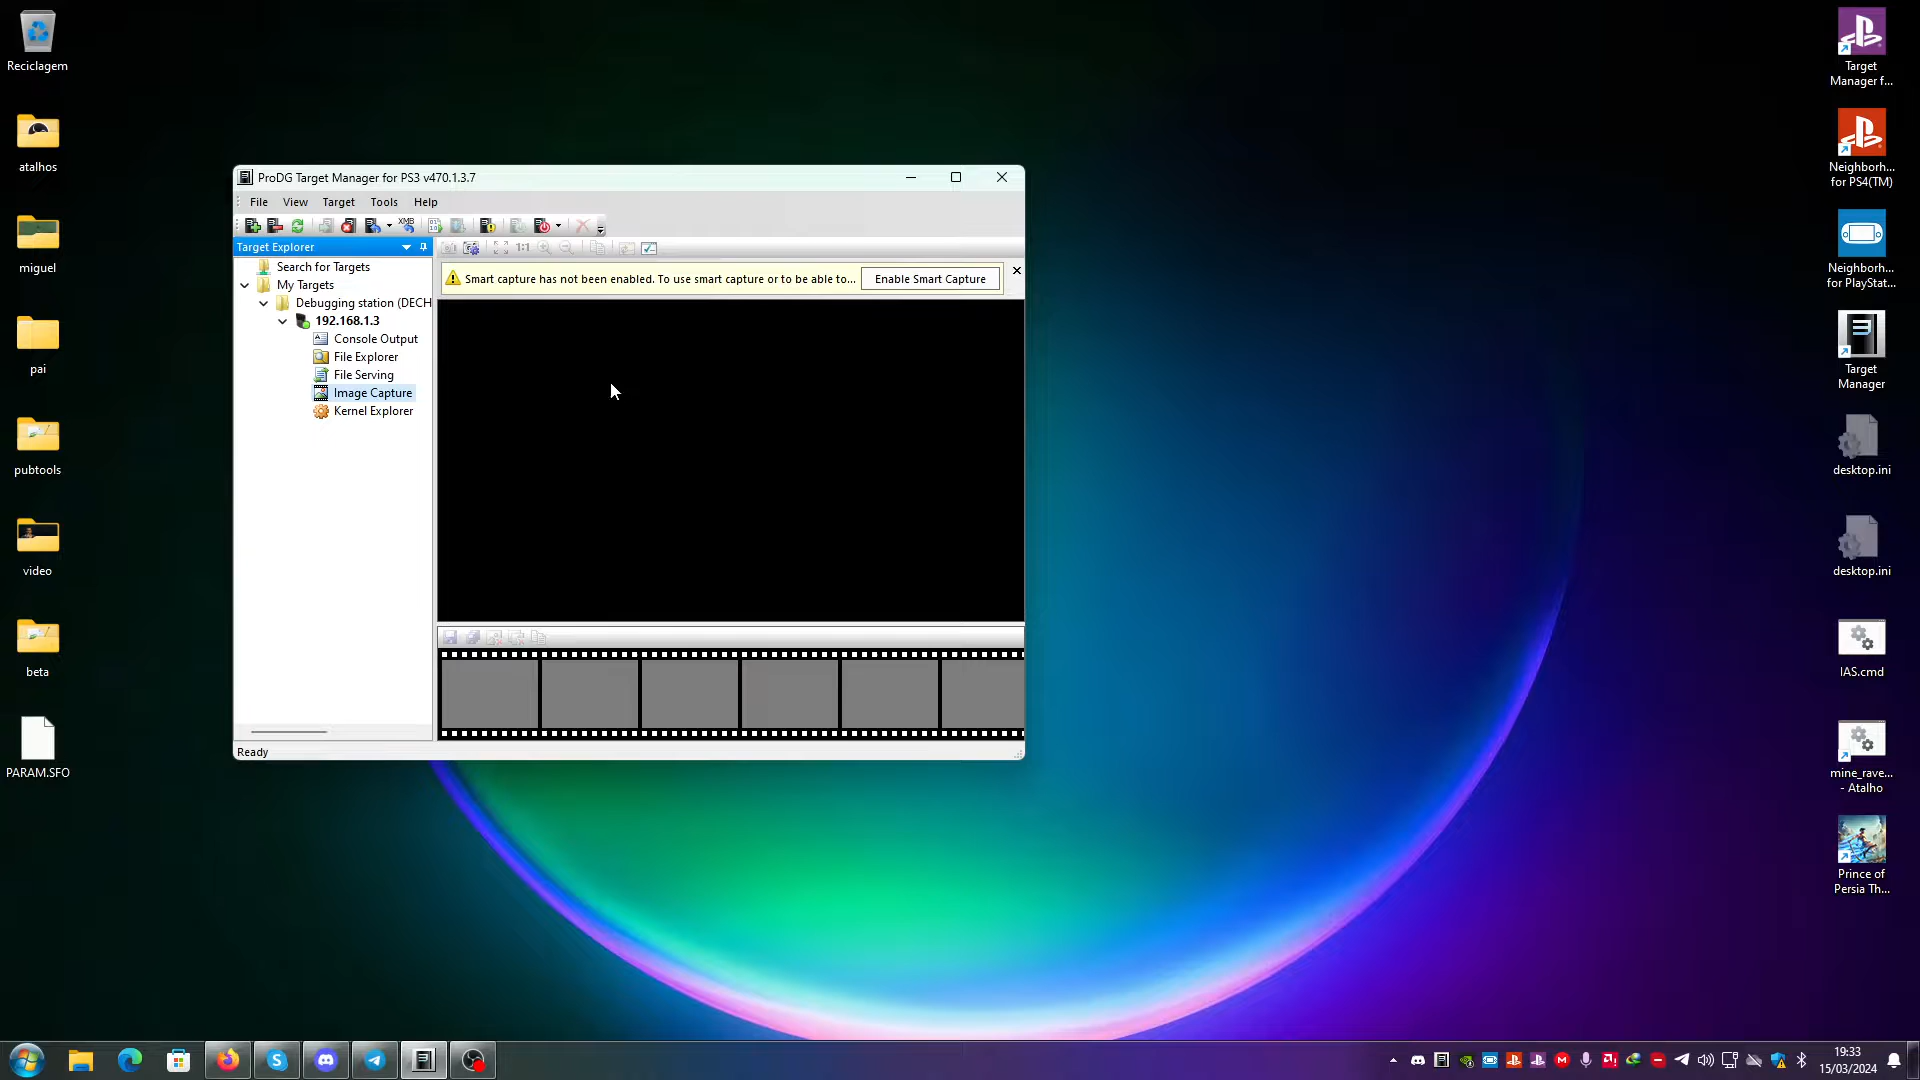 Reciclagem
atalhos
miguel
pai
pubtools
video
beta
PARAM.SFO
ProDG Target Manager for PS3 v470.1.3.7
File View Target Tools Help
XMB
Target Explorer
1:1
Search for Targets
My Targets
Debugging station (DECH
192.168.1.3
Console Output
File Explorer
File Serving
Image Capture
Kernel Explorer
Smart capture has not been enabled. To use smart capture or to be able to...
Enable Smart Capture
Ready
Target
Manager f...
Neighborh...
for PS4(TM)
Neighborh...
for PlayStat...
Target
Manager
desktop.ini
desktop.ini
IAS.cmd
mine_rave...
- Atalho
Prince of
Persia Th...
19:33
15/03/2024